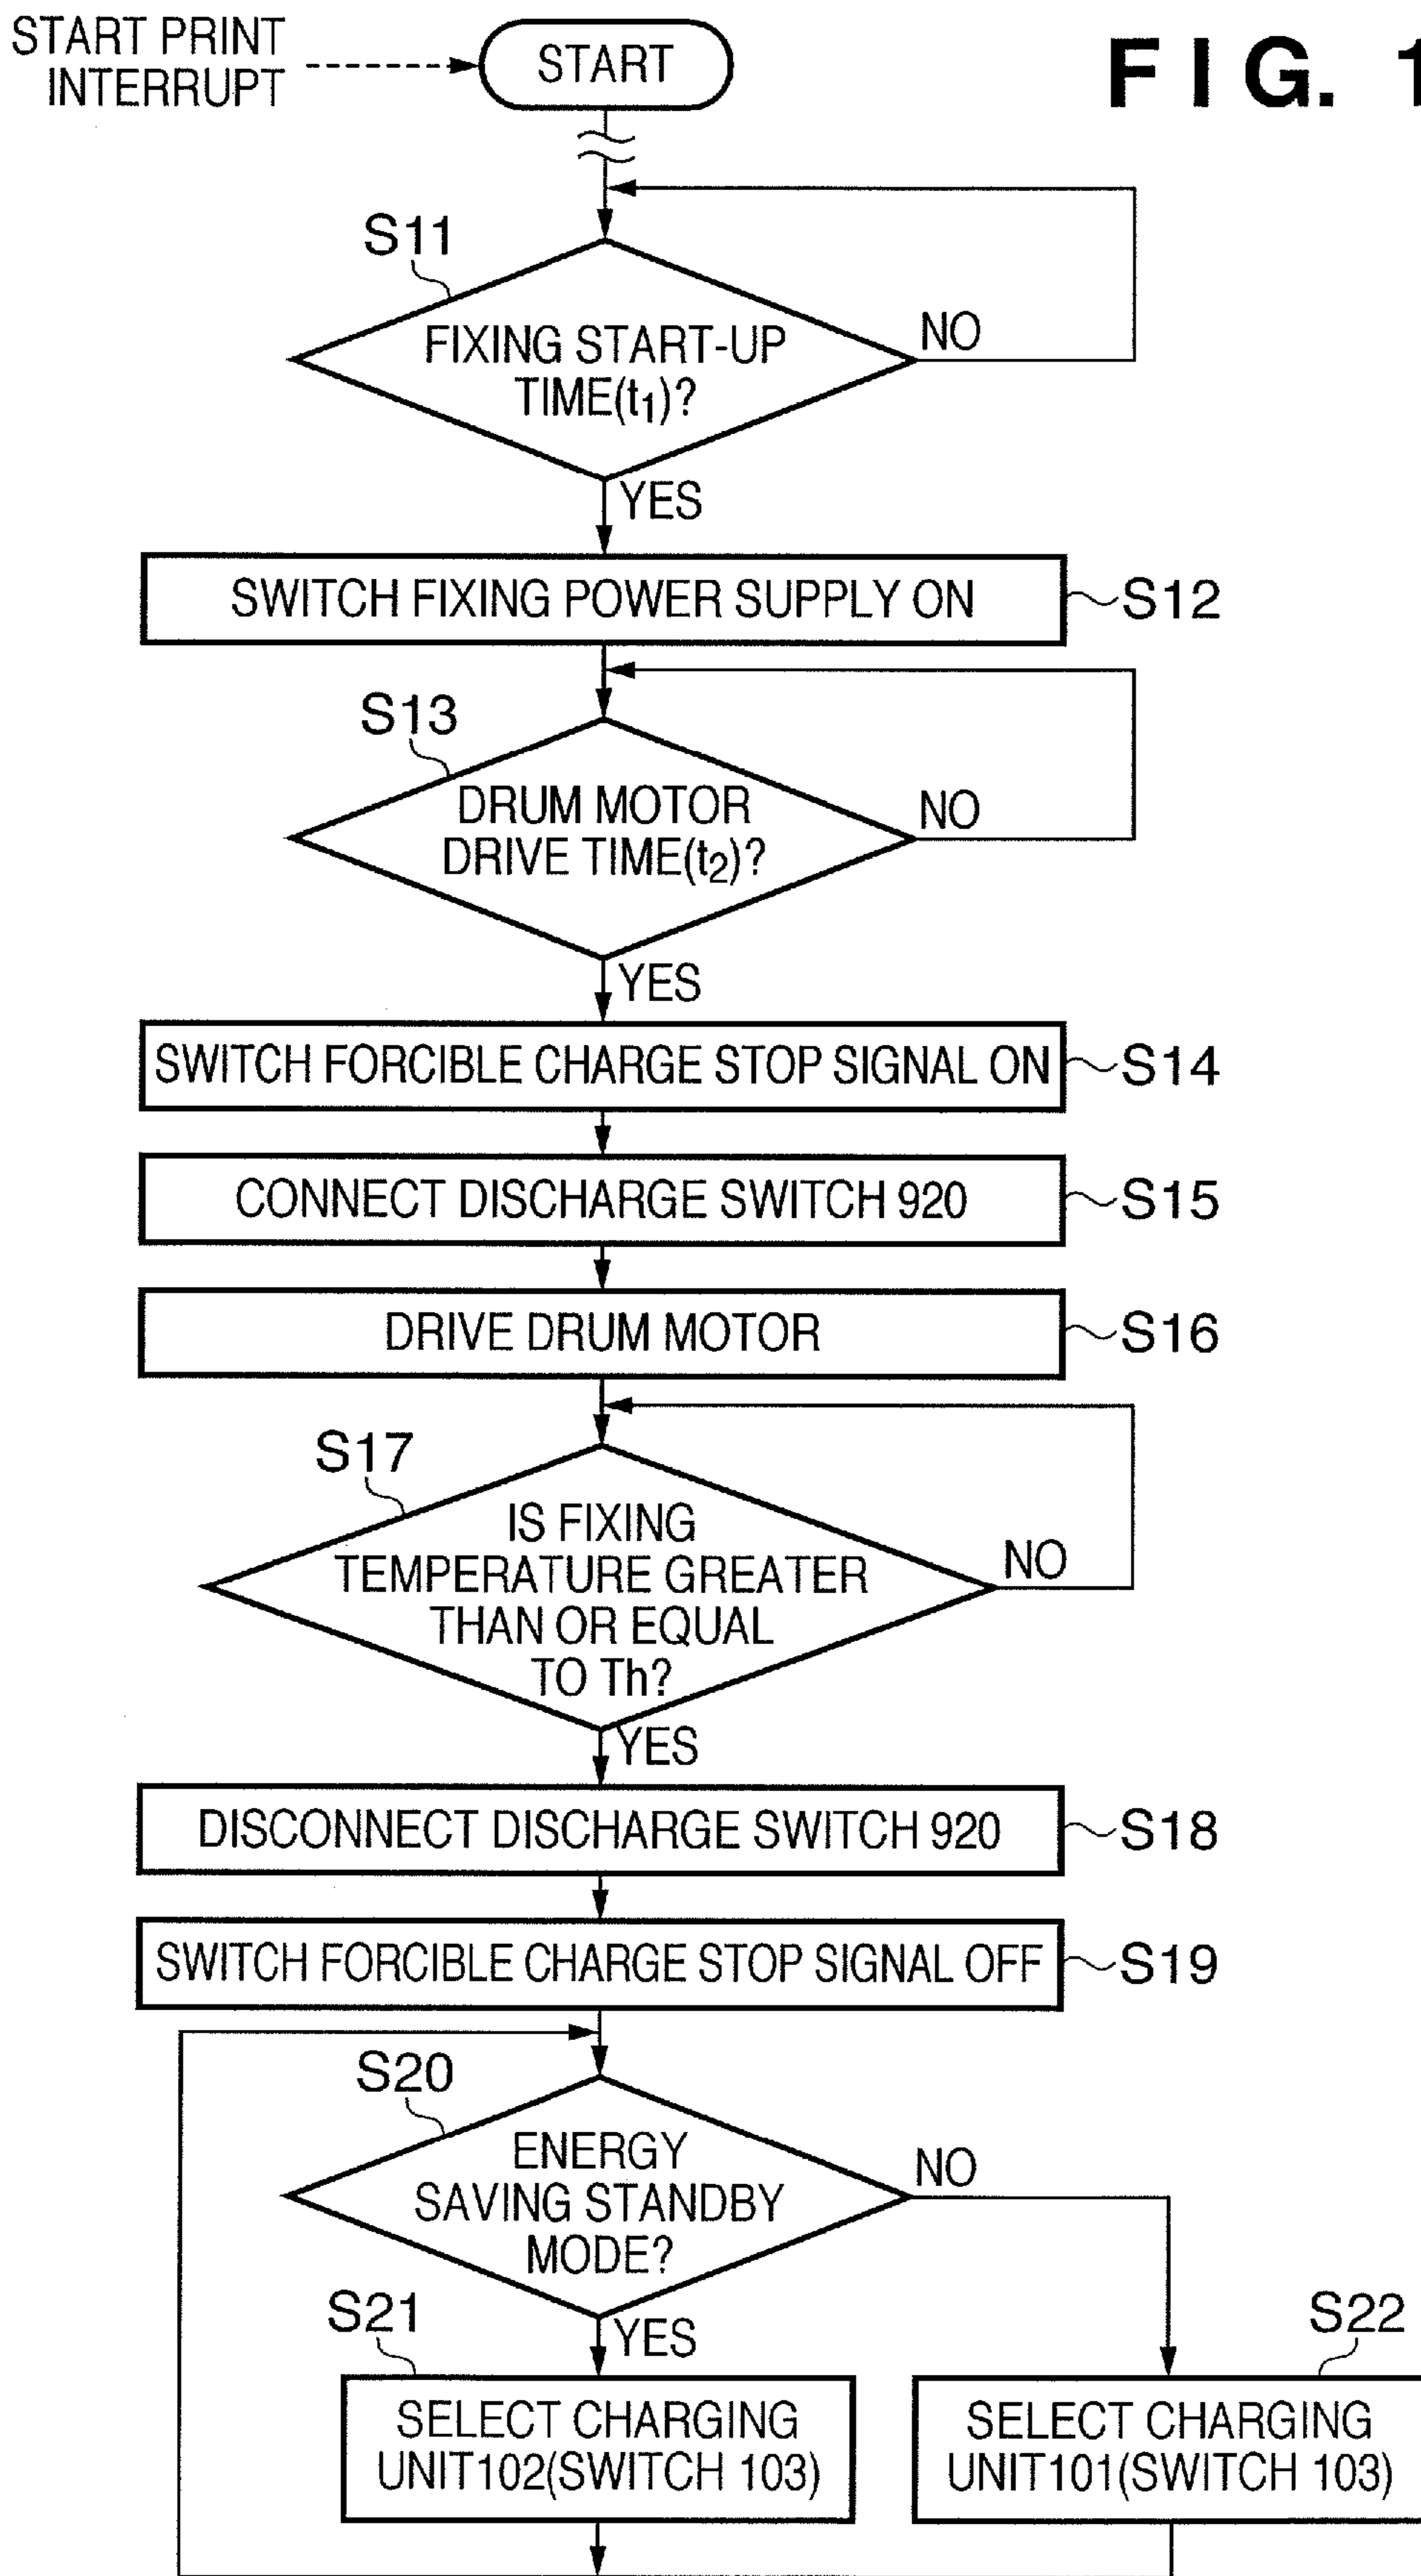 START PRINT
INTERRUPT
START
FIG. 1
S11
FIXING START-UP
TIME(t1)?
NO
YES
SWITCH FIXING POWER SUPPLY ON
S12
S13
DRUM MOTOR
DRIVE TIME(t2)?
NO
YES
SWITCH FORCIBLE CHARGE STOP SIGNAL ON
S14
CONNECT DISCHARGE SWITCH 920
S15
DRIVE DRUM MOTOR
S16
S17
IS FIXING
TEMPERATURE GREATER
THAN OR EQUAL
TO Th?
NO
YES
DISCONNECT DISCHARGE SWITCH 920
S18
SWITCH FORCIBLE CHARGE STOP SIGNAL OFF
S19
S20
ENERGY
SAVING STANDBY
MODE?
NO
YES
S21
SELECT CHARGING
UNIT102(SWITCH 103)
S22
SELECT CHARGING
UNIT101(SWITCH 103)